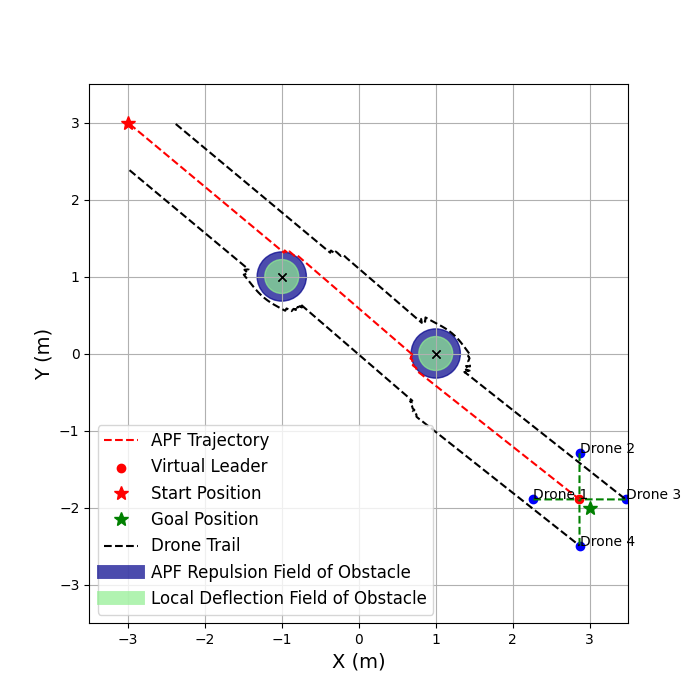 3
2
1
0
−1
−2
−3
Y (m)
Drone 2
Drone 1
Drone 3
Drone 4
APF Trajectory
Virtual Leader
Start Position
Goal Position
Drone Trail
APF Repulsion Field of Obstacle
Local Deflection Field of Obstacle
−3 −2 −1 0 1 2 3
X (m)